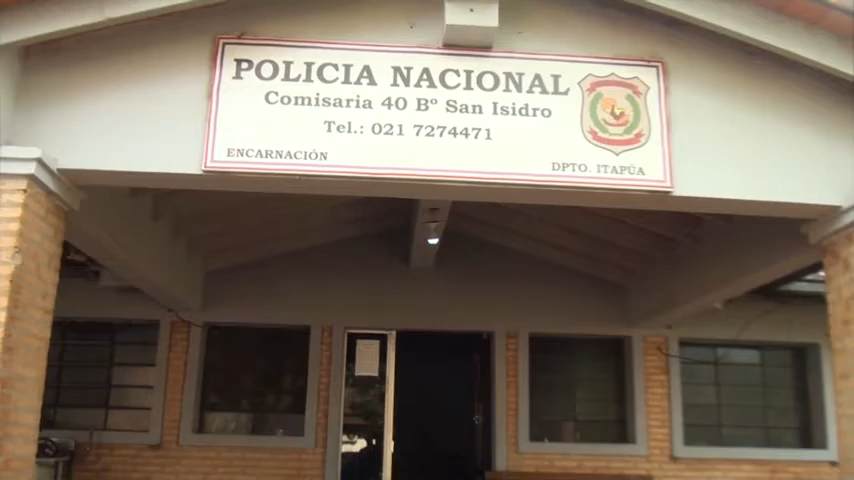 POLICIA NACIONAL
Comisaria 40 Bº San Isidro
Tel.: 021 7274471
ENCARNACIÓN
DPTO. ITAPÚA